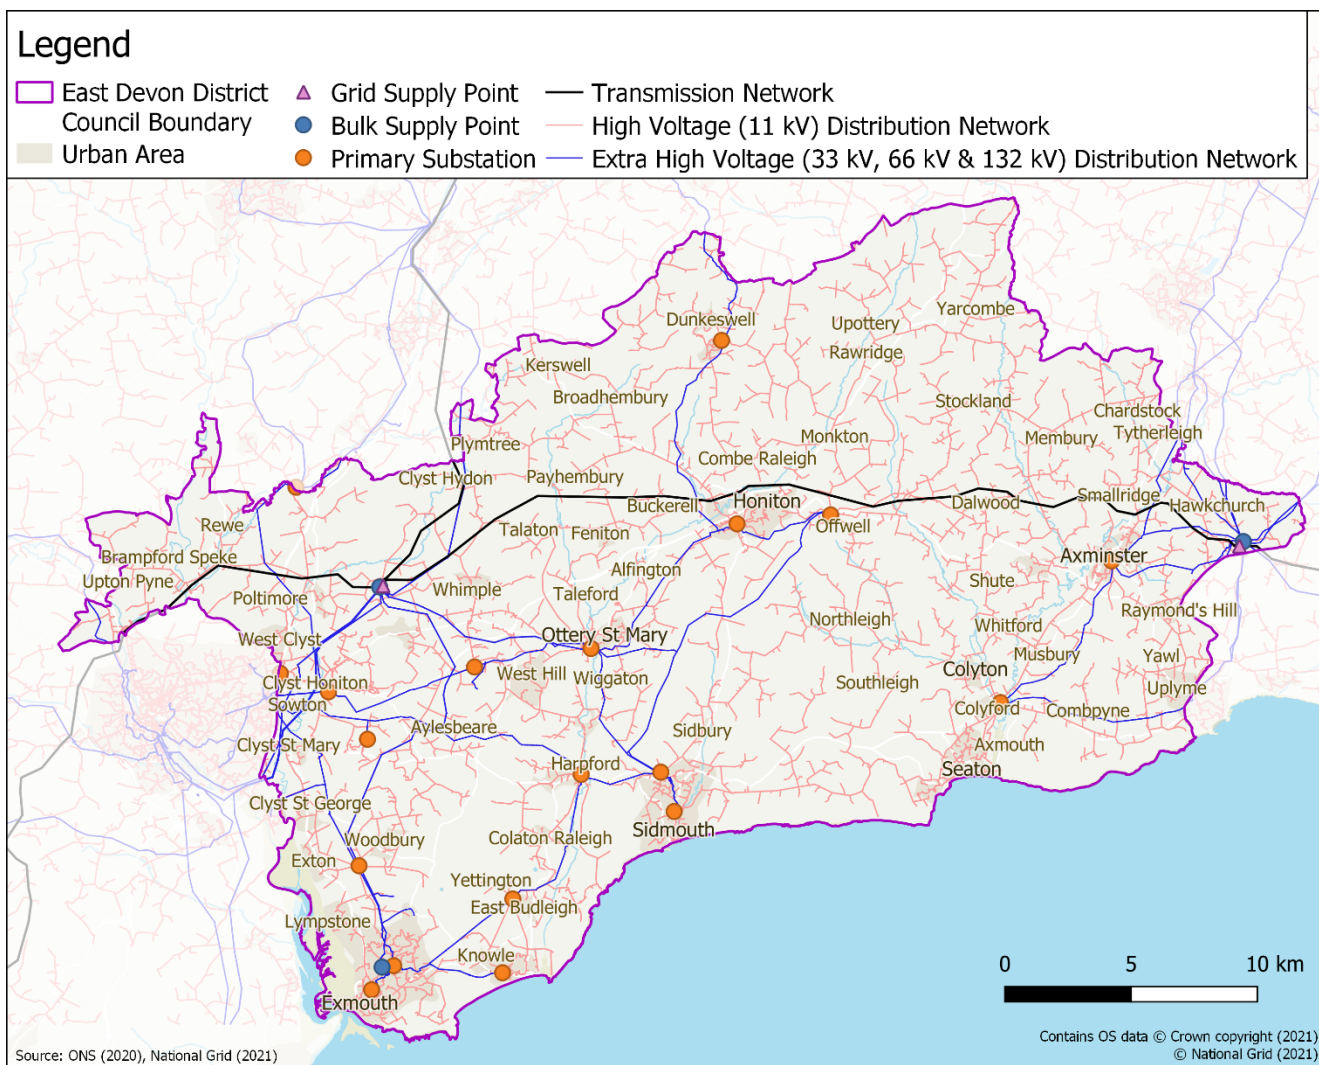 Legend
East Devon District
Council Boundary
Urban Area
Grid Supply Point
Bulk Supply Point
Primary Substation
Transmission Network
High Voltage (11 kV) Distribution Network
Extra High Voltage (33 kV, 66 kV & 132 kV) Distribution Network
Dunkeswell
Upottery
Yarcombe
Rawridge
Kerswell
Broadhembury
Stockland
Chardstock
Tytherleigh
Membury
Monkton
Plymtree
Combe Raleigh
Clyst Hydon
Payhembury
Buckerell
Honiton
Dalwood
Smallridge
Hawkchurch
Rewe
Talaton
Feniton
Offwell
Brampford Speke
Axminster
Upton Pyne
Alfington
Shute
Poltimore
Whimple
Taleford
Raymond's Hill
Northleigh
Whitford
West Clyst
Ottery St Mary
Musbury
Yawl
Colyton
West Hill
Wiggaton
Clyst Honiton
Southleigh
Uplyme
Sowton
Colyford
Combpyne
Aylesbeare
Sidbury
Clyst St Mary
Axmouth
Harpford
Seaton
Clyst St George
Sidmouth
Woodbury
Colaton Raleigh
Exton
Yettington
East Budleigh
Lympstone
Knowle
Exmouth
0 5 10 km
Contains OS data © Crown copyright (2021)
© National Grid (2021)
Source: ONS (2020), National Grid (2021)